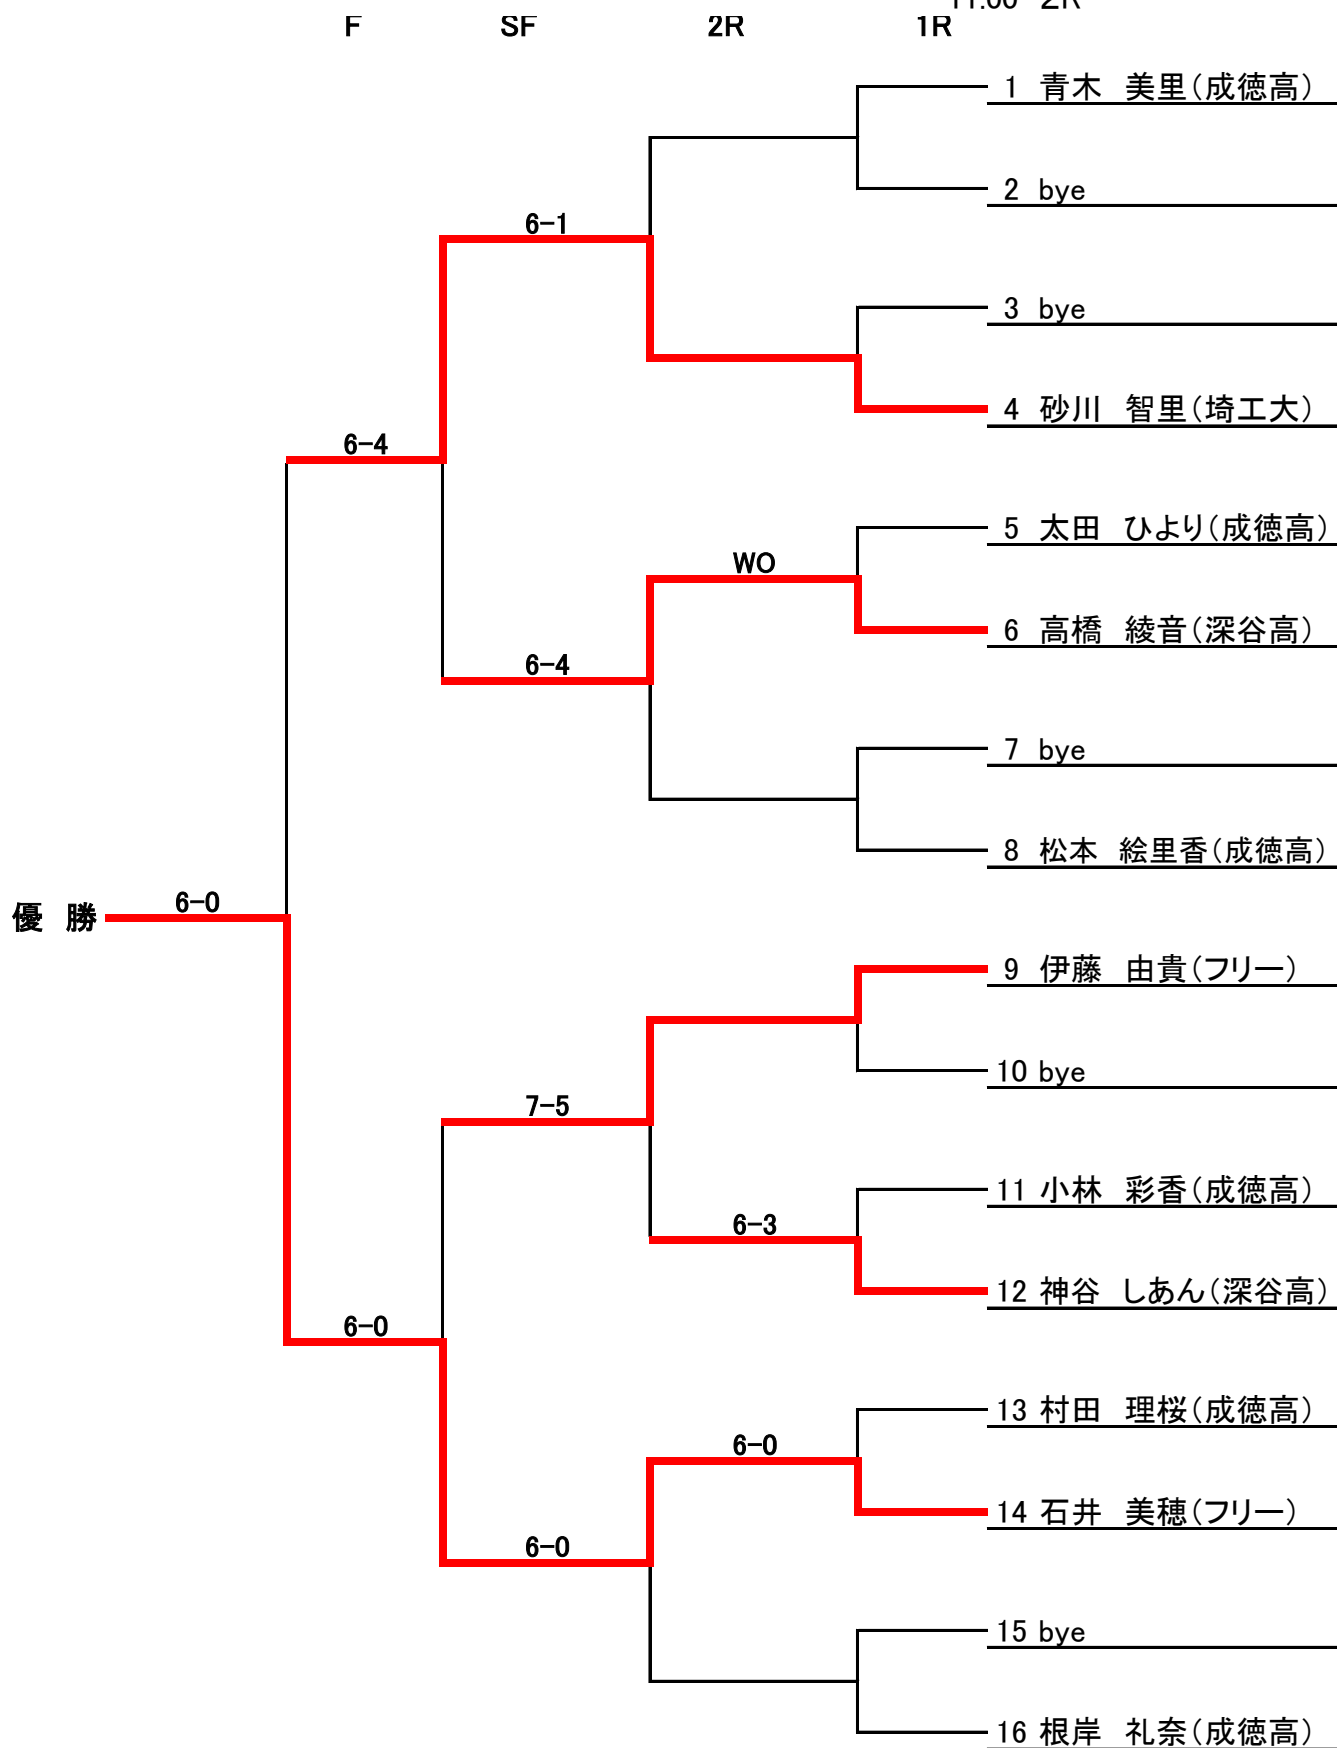 11:00 2R
F SF 2R 1R
1 青木 美里(成徳高)
2 bye
6-1
3 bye
4 砂川 智里(埼工大)
6-4
5 太田 ひより(成徳高)
WO
6 高橋 綾音(深谷高)
6-4
7 bye
8 松本 絵里香(成徳高)
優 勝 6-0
9 伊藤 由貴(フリー)
10 bye
7-5
11 小林 彩香(成徳高)
6-3
12 神谷 しあん(深谷高)
6-0
13 村田 理桜(成徳高)
6-0
14 石井 美穂(フリー)
6-0
15 bye
16 根岸 礼奈(成徳高)